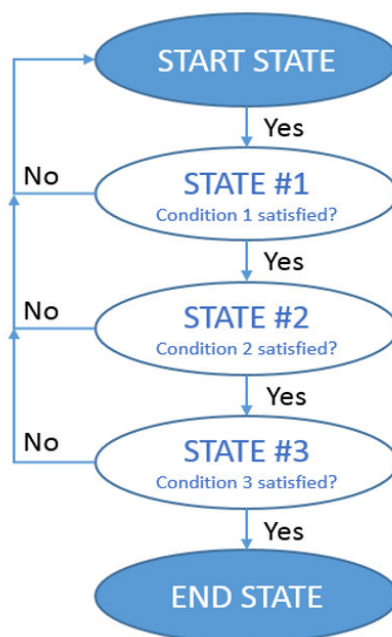 START STATE
Yes
No
STATE #1
Condition 1 satisfied?
Yes
No
STATE #2
Condition 2 satisfied?
Yes
No
STATE #3
Condition 3 satisfied?
Yes
END STATE